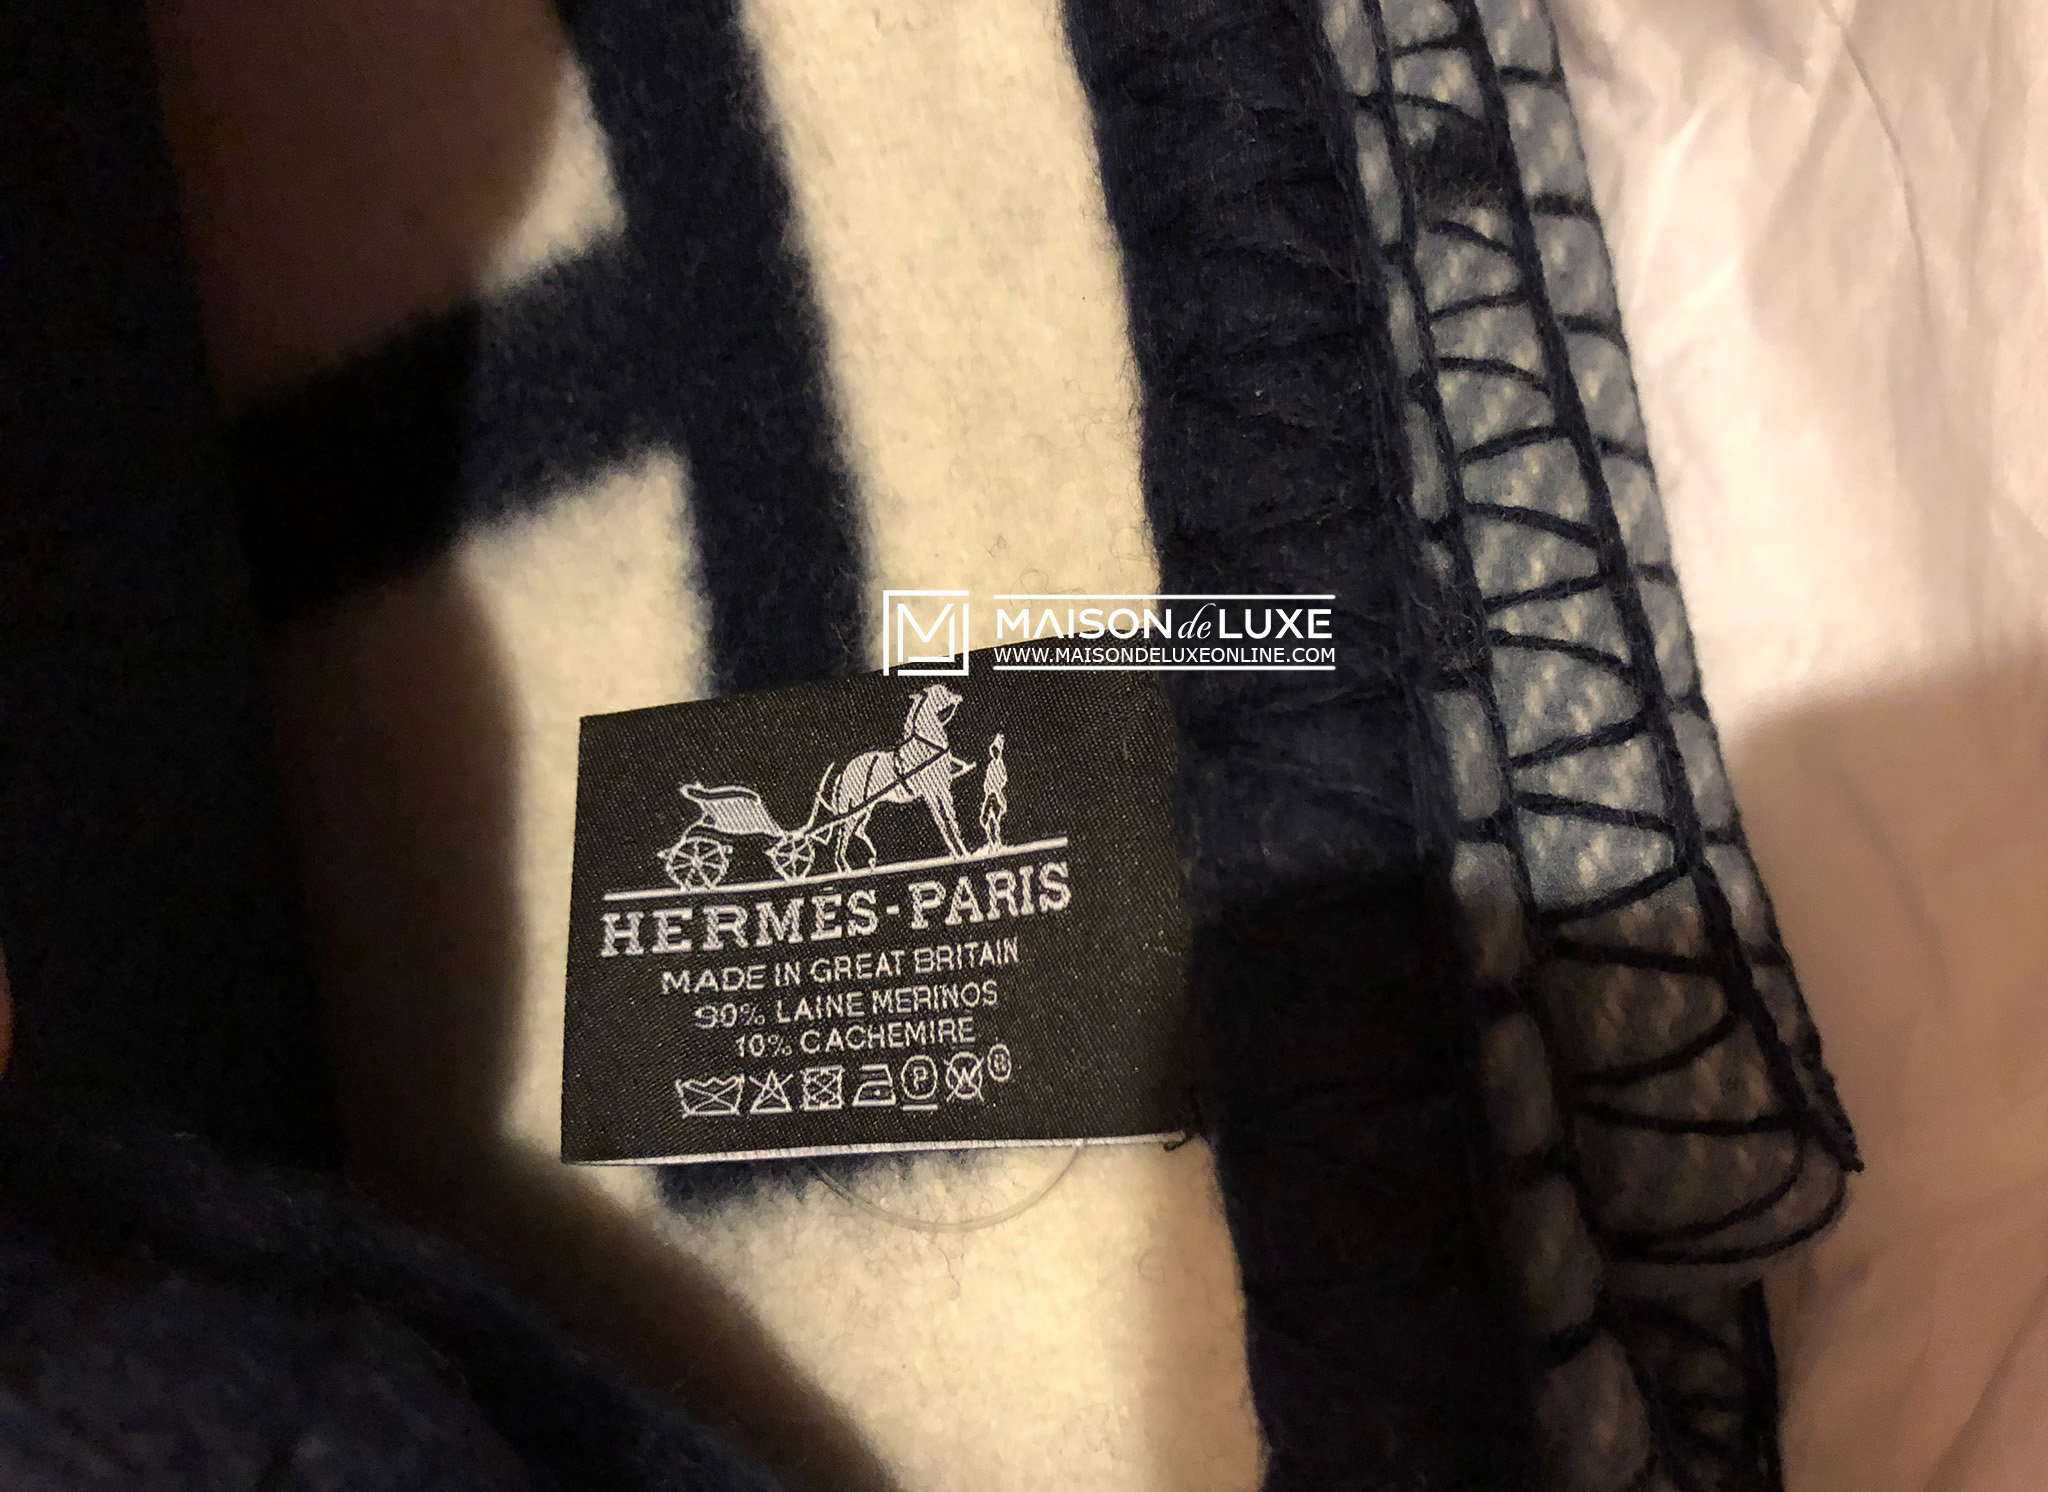 MAISON de LUXE
WWW.MAISONDELUXEONLINE.COM
HERMÈS-PARIS
MADE IN GREAT BRITAIN
90% LAINE MERINOS
10% CACHEMIRE
P W ®